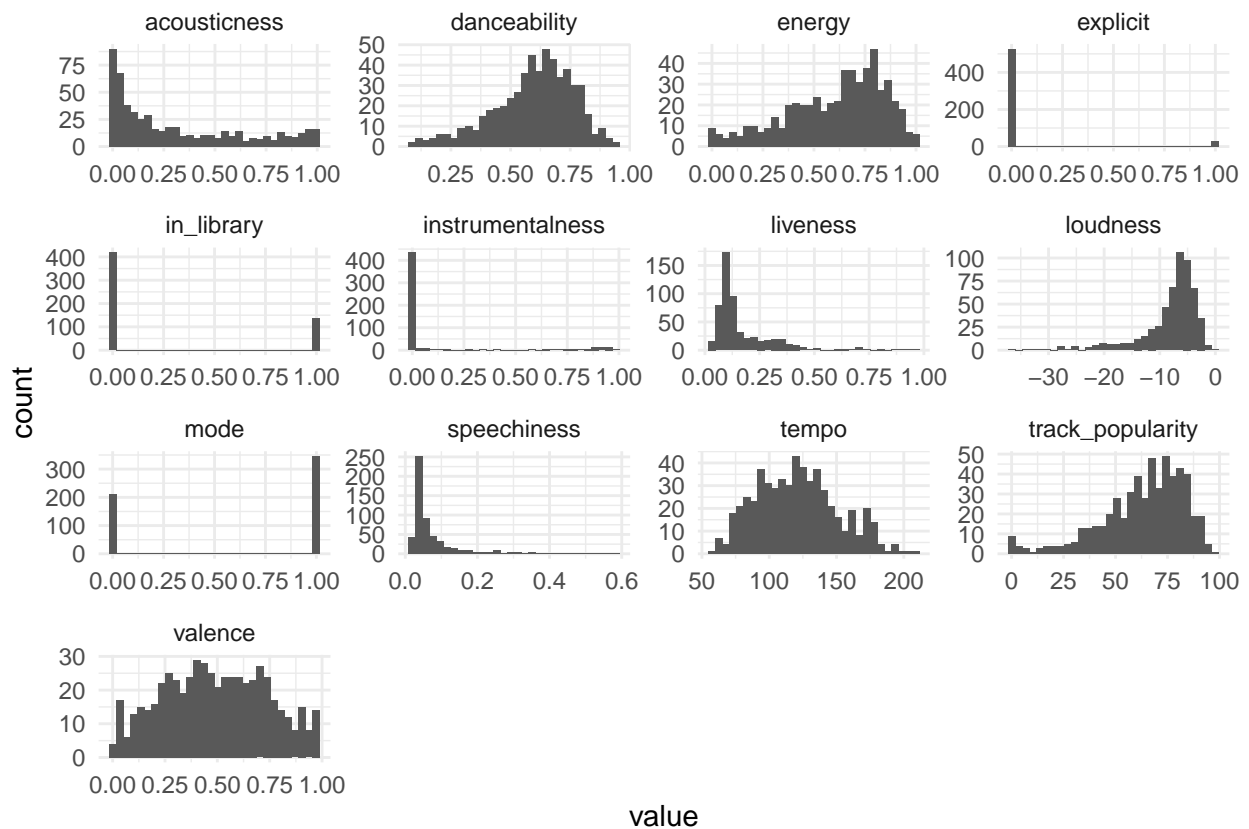 acousticness danceability energy explicit
75 50 40 400
50 40 30 200
25 30 20 0
0 20 10
10 0
0
0.00 0.25 0.50 0.75 1.00 0.25 0.50 0.75 1.00 0.00 0.25 0.50 0.75 1.00 0.00 0.25 0.50 0.75 1.00
in_library instrumentalness liveness loudness
400 400 150 100
300 300 100 75
200 200 50 50
100 100 0 25
0 0 0
0.00 0.25 0.50 0.75 1.00 0.00 0.25 0.50 0.75 1.00 0.00 0.25 0.50 0.75 1.00 −30 −20 −10 0
count
mode speechiness tempo track_popularity
300 250 40 50
200 200 30 40
100 150 20 30
0 100 10 20
50 0 10
0 0
0.00 0.25 0.50 0.75 1.00 0.0 0.2 0.4 0.6 50 100 150 200 0 25 50 75 100
valence
30
20
10
0
0.00 0.25 0.50 0.75 1.00
value